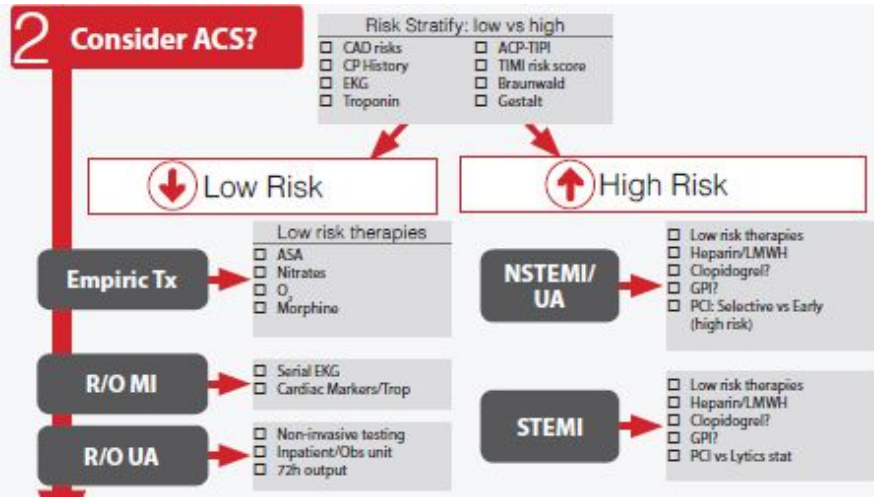 2 Consider ACS?
Risk Stratify: low vs high
CAD risks
CP History
EKG
Troponin
ACP-TIPI
TIMI risk score
Braunwald
Gestalt
Low Risk
High Risk
Empiric Tx
Low risk therapies
ASA
Nitrates
O2
Morphine
R/O MI
Serial EKG
Cardiac Markers/Trop
R/O UA
Non-invasive testing
Inpatient/Obs unit
72h output
NSTEMI/
UA
Low risk therapies
Heparin/LMWH
Clopidogrel?
GPI?
PCI: Selective vs Early
(high risk)
STEMI
Low risk therapies
Heparin/LMWH
Clopidogrel?
GPI?
PCI vs Lytics stat